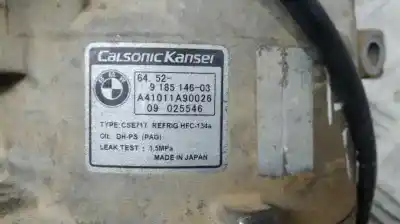 CalsonicKansei
64. 52-
9 185 146-03
A41011A90026
09 025546
TYPE: CSE717 REFRIG HFC-134a
OIL: DH-PS (PAG)
LEAK TEST : 1.5MPa
MADE IN JAPAN